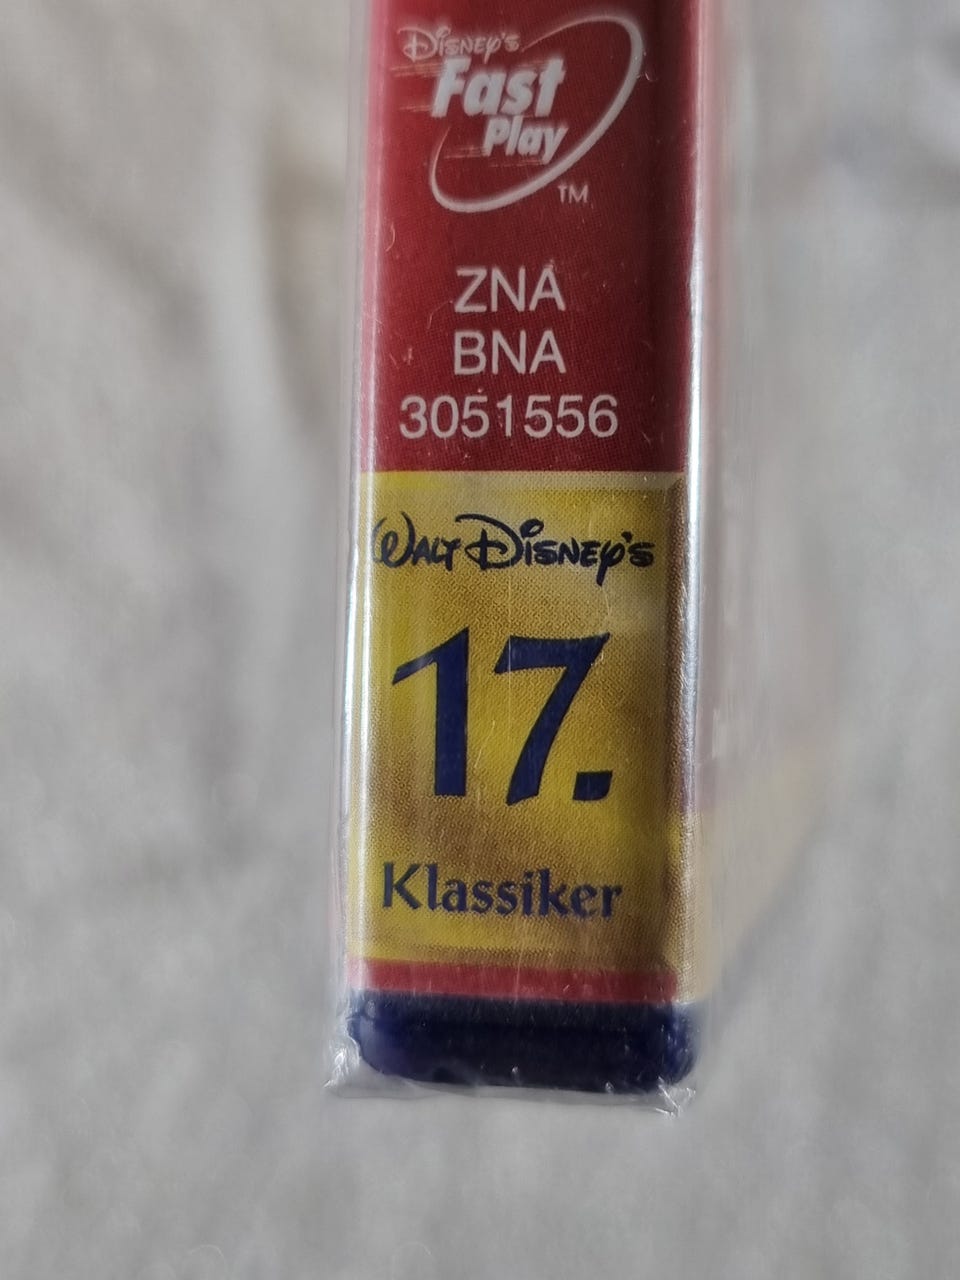 Disney's
Fast
Play
TM
ZNA
BNA
3051556
Walt Disney's
17.
Klassiker